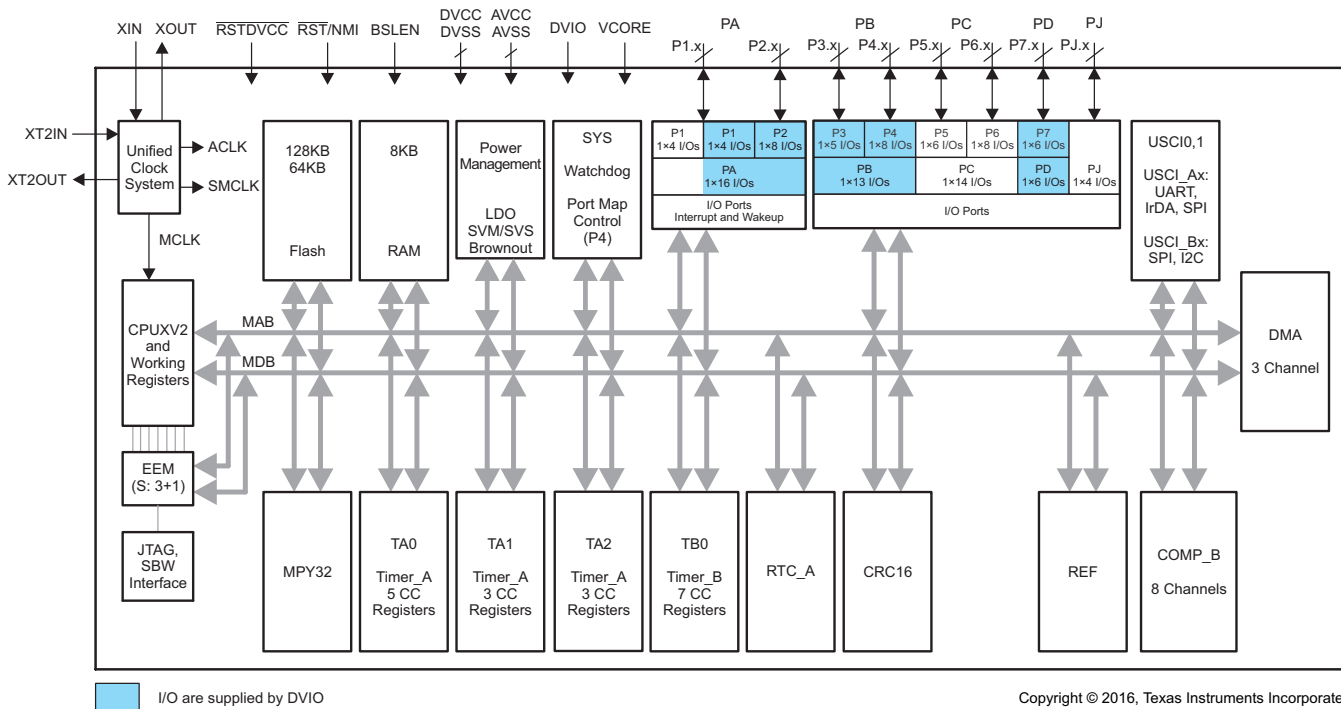 XIN XOUT RSTDVCC RST/NMI BSLEN DVCC DVSS AVCC AVSS DVIO VCORE
PA PB PC PD PJ
P1.x P2.x P3.x P4.x P5.x P6.x P7.x PJ.x
XT2IN
XT2OUT
Unified
Clock
System
ACLK
SMCLK
MCLK
128KB
64KB
Flash
8KB
RAM
Power
Management
LDO
SVM/SVS
Brownout
SYS
Watchdog
Port Map
Control
(P4)
P1
1×4 I/Os
P1
1×4 I/Os
P2
1×8 I/Os
PA
1×16 I/Os
I/O Ports
Interrupt and Wakeup
P3
1×5 I/Os
P4
1×8 I/Os
P5
1×6 I/Os
P6
1×8 I/Os
P7
1×6 I/Os
PB
1×13 I/Os
PC
1×14 I/Os
PD
1×6 I/Os
PJ
1×4 I/Os
I/O Ports
USCI0,1
USCI_Ax:
UART,
IrDA, SPI
USCI_Bx:
SPI, I2C
CPUXV2
and
Working
Registers
MAB
MDB
DMA
3 Channel
EEM
(S: 3+1)
JTAG,
SBW
Interface
MPY32
TA0
Timer_A
5 CC
Registers
TA1
Timer_A
3 CC
Registers
TA2
Timer_A
3 CC
Registers
TB0
Timer_B
7 CC
Registers
RTC_A
CRC16
REF
COMP_B
8 Channels
I/O are supplied by DVIO
Copyright © 2016, Texas Instruments Incorporate